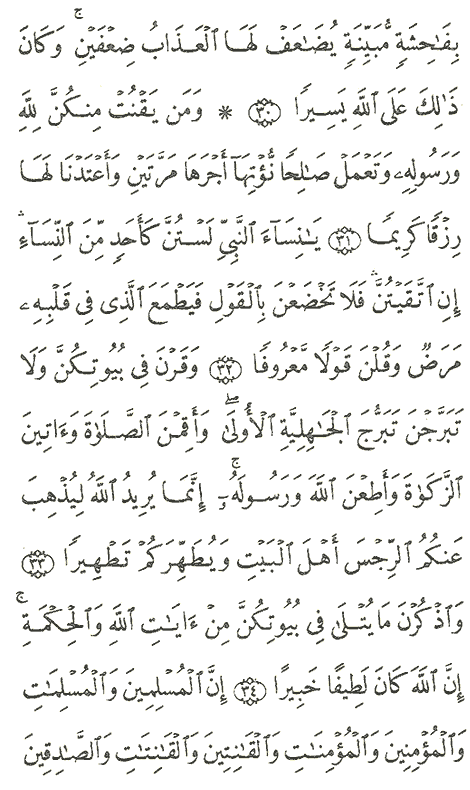 بِفَٰحِشَةٍ مُّبَيِّنَةٍ يُضَٰعَفْ لَهَا ٱلْعَذَابُ ضِعْفَيْنِ ۚ وَكَانَ
ذَٰلِكَ عَلَى ٱللَّهِ يَسِيرًا ٣٠ * وَمَن يَقْنُتْ مِنكُنَّ لِلَّهِ
وَرَسُولِهِۦ وَتَعْمَلْ صَٰلِحًا نُّؤْتِهَآ أَجْرَهَا مَرَّتَيْنِ وَأَعْتَدْنَا لَهَا
رِزْقًا كَرِيمًا ٣١ يَٰنِسَآءَ ٱلنَّبِىِّ لَسْتُنَّ كَأَحَدٍ مِّنَ ٱلنِّسَآءِ ۚ
إِنِ ٱتَّقَيْتُنَّ ۚ فَلَا تَخْضَعْنَ بِٱلْقَوْلِ فَيَطْمَعَ ٱلَّذِى فِى قَلْبِهِۦ
مَرَضٌ وَقُلْنَ قَوْلًا مَّعْرُوفًا ٣٢ وَقَرْنَ فِى بُيُوتِكُنَّ وَلَا
تَبَرَّجْنَ تَبَرُّجَ ٱلْجَٰهِلِيَّةِ ٱلْأُولَىٰ ۖ وَأَقِمْنَ ٱلصَّلَوٰةَ وَءَاتِينَ
ٱلزَّكَوٰةَ وَأَطِعْنَ ٱللَّهَ وَرَسُولَهُۥٓ ۚ إِنَّمَا يُرِيدُ ٱللَّهُ لِيُذْهِبَ
عَنكُمُ ٱلرِّجْسَ أَهْلَ ٱلْبَيْتِ وَيُطَهِّرَكُمْ تَطْهِيرًا ٣٣
وَٱذْكُرْنَ مَا يُتْلَىٰ فِى بُيُوتِكُنَّ مِنْ ءَايَٰتِ ٱللَّهِ وَٱلْحِكْمَةِ ۚ
إِنَّ ٱللَّهَ كَانَ لَطِيفًا خَبِيرًا ٣٤ إِنَّ ٱلْمُسْلِمِينَ وَٱلْمُسْلِمَٰتِ
وَٱلْمُؤْمِنِينَ وَٱلْمُؤْمِنَٰتِ وَٱلْقَٰنِتِينَ وَٱلْقَٰنِتَٰتِ وَٱلصَّٰدِقِينَ